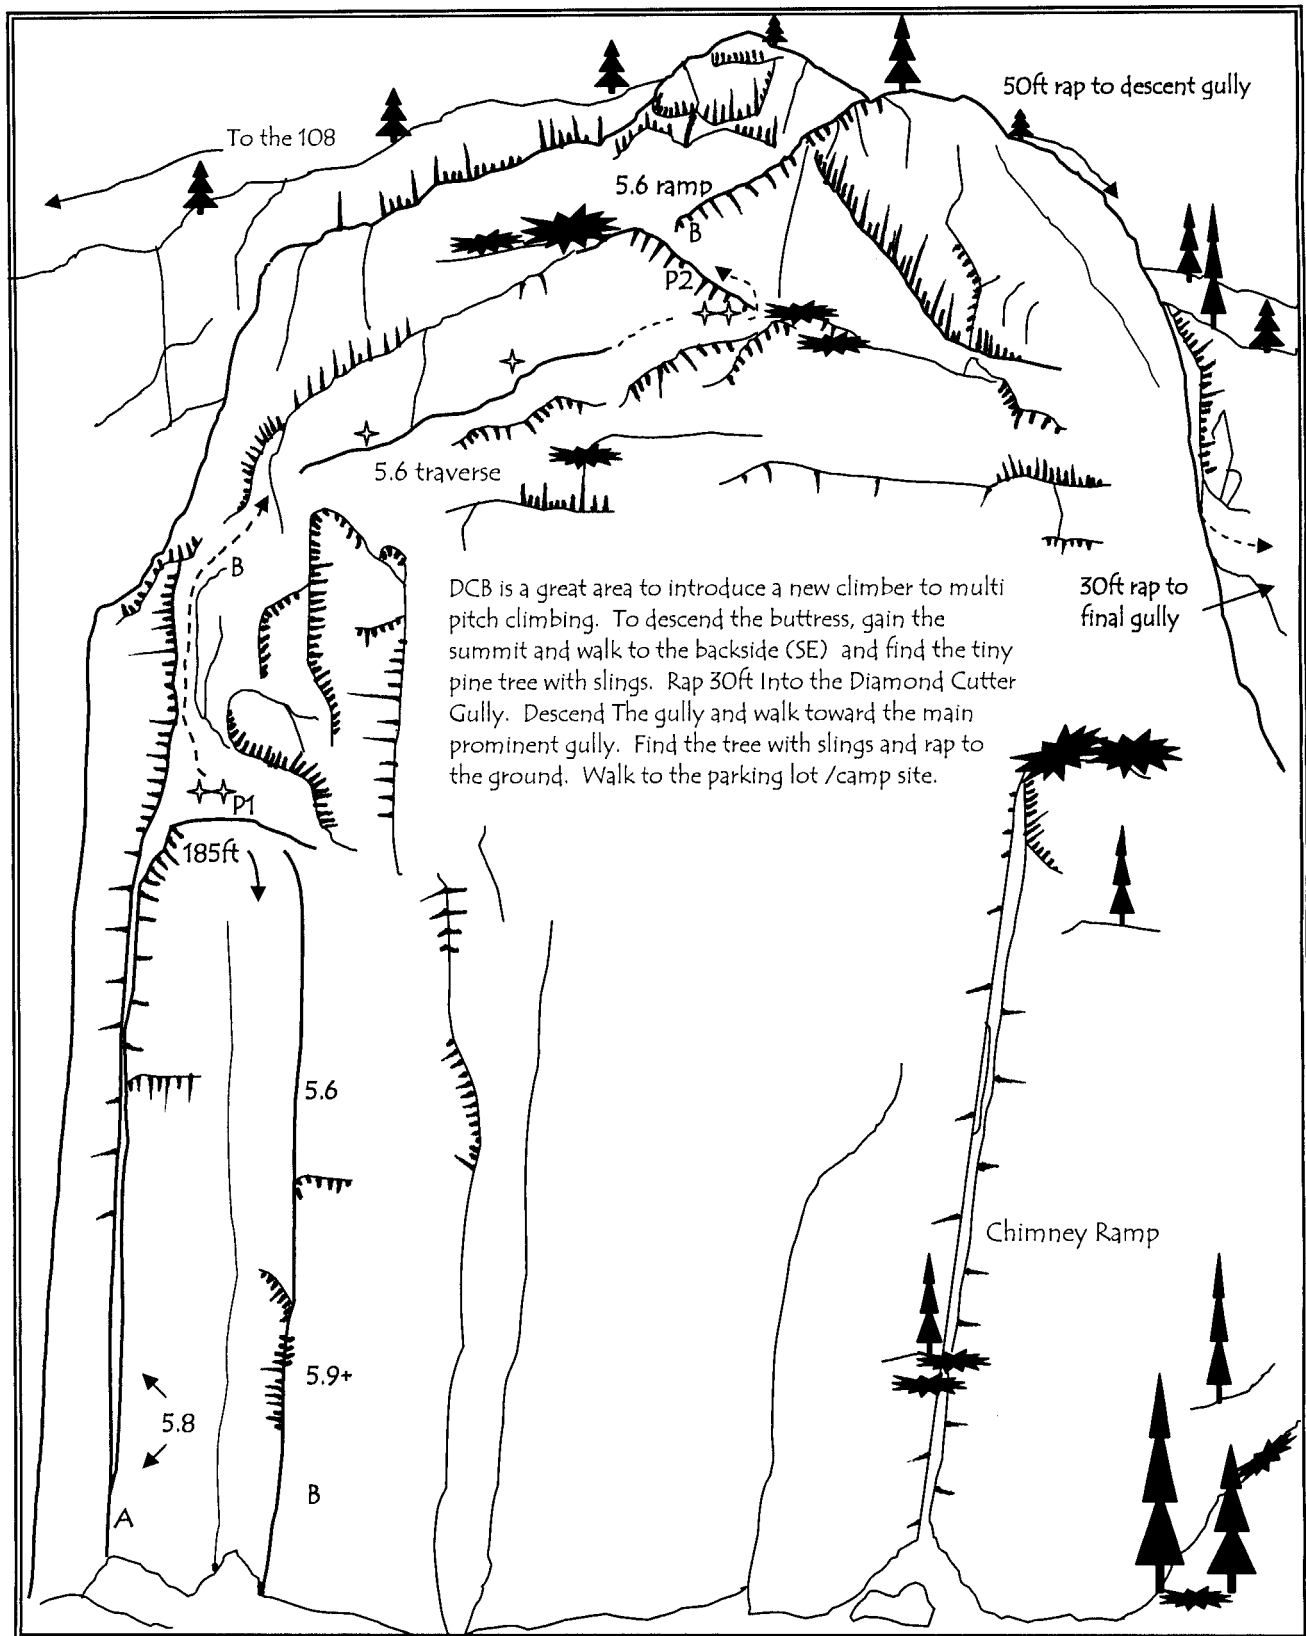 50ft rap to descent gully
To the 108
5.6 ramp
B
P2
5.6 traverse
B
DCB is a great area to introduce a new climber to multi
pitch climbing. To descend the buttress, gain the
summit and walk to the backside (SE) and find the tiny
pine tree with slings. Rap 30ft Into the Diamond Cutter
Gully. Descend The gully and walk toward the main
prominent gully. Find the tree with slings and rap to
the ground. Walk to the parking lot /camp site.
30ft rap to
final gully
P1
185ft
5.6
Chimney Ramp
5.9+
5.8
B
A